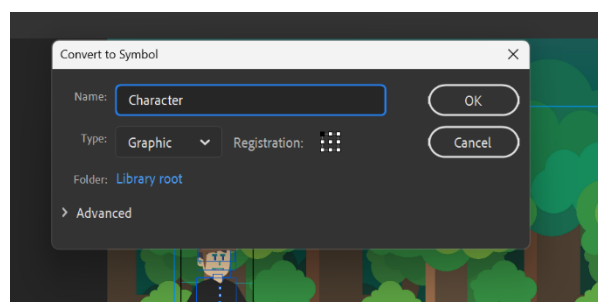 Convert to Symbol
Name: Character OK
Type: Graphic Registration: Cancel
Folder: Library root
Advanced